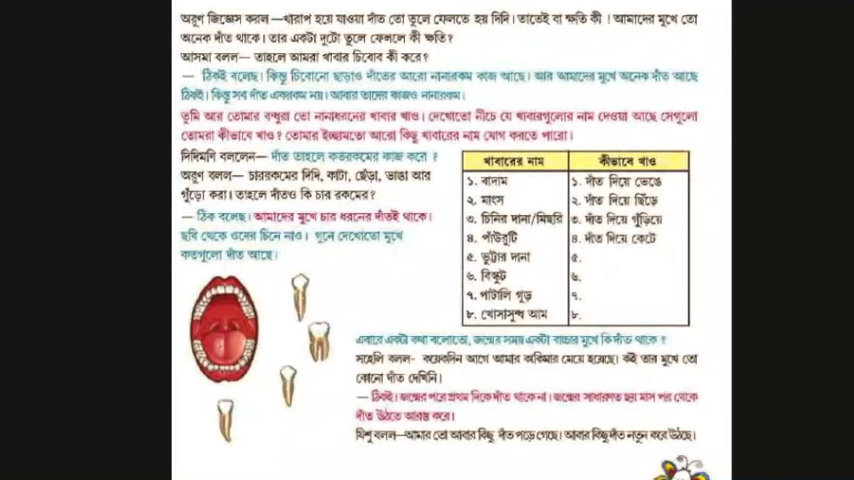 অরুণ জিজ্ঞেস করল —খারাপ হয়ে যাওয়া দাঁত তো তুলে ফেলতে হয় দিদি। তাতেই বা ক্ষতি কী ! আমাদের মুখে তো
অনেক দাঁত থাকে। তার একটা দুটো তুলে ফেললে কী ক্ষতি?
আসমা বলল— তাহলে আমরা খাবার চিবোব কী করে?
— ঠিকই বলেছ। কিন্তু চিবোনো ছাড়াও দাঁতের আরো নানারকম কাজ আছে। আর আমাদের মুখে অনেক দাঁত আছে
ঠিকই। কিন্তু সব দাঁত একরকম নয়। আবার তাদের কাজও নানারকম।
তুমি আর তোমার বন্ধুরা তো নানাধরনের খাবার খাও। দেখোতো নীচে যে খাবারগুলোর নাম দেওয়া আছে সেগুলো
তোমরা কীভাবে খাও? তোমার ইচ্ছামতো আরো কিছু খাবারের নাম যোগ করতে পারো।
দিদিমণি বললেন— দাঁত তাহলে কতরকমের কাজ করে ?
অরুণ বলল— চাররকমের দিদি, কাটা, ছেঁড়া, ভাঙা আর
গুঁড়ো করা। তাহলে দাঁতও কি চার রকমের?
— ঠিক বলেছ। আমাদের মুখে চার ধরনের দাঁতই থাকে।
ছবি থেকে ওদের চিনে নাও। গুনে দেখোতো মুখে
কতগুলো দাঁত আছে।
খাবারের নাম কীভাবে খাও
১. বাদাম ১. দাঁত দিয়ে ভেঙে
২. মাংস ২. দাঁত দিয়ে ছিঁড়ে
৩. চিনির দানা/মিছরি ৩. দাঁত দিয়ে গুঁড়িয়ে
৪. পাঁউরুটি ৪. দাঁত দিয়ে কেটে
৫. ভুট্টার দানা ৫.
৬. বিস্কুট ৬.
৭. পাটালি গুড় ৭.
৮. খোসাসুদ্ধ আম ৮.
এবারে একটা কথা বলোতো, জন্মের সময় একটা বাচ্চার মুখে কি দাঁত থাকে ?
সহেলি বলল- কয়েকদিন আগে আমার কাকিমার মেয়ে হয়েছে। কই তার মুখে তো
কোনো দাঁত দেখিনি।
— ঠিকই। জন্মের পরে প্রথম দিকে দাঁত থাকে না। জন্মের সাধারণত ছয় মাস পর থেকে
দাঁত উঠতে আরম্ভ করে।
যিশু বলল—আমার তো আবার কিছু দাঁত পড়ে গেছে। আবার কিছু দাঁত নতুন করে উঠছে।